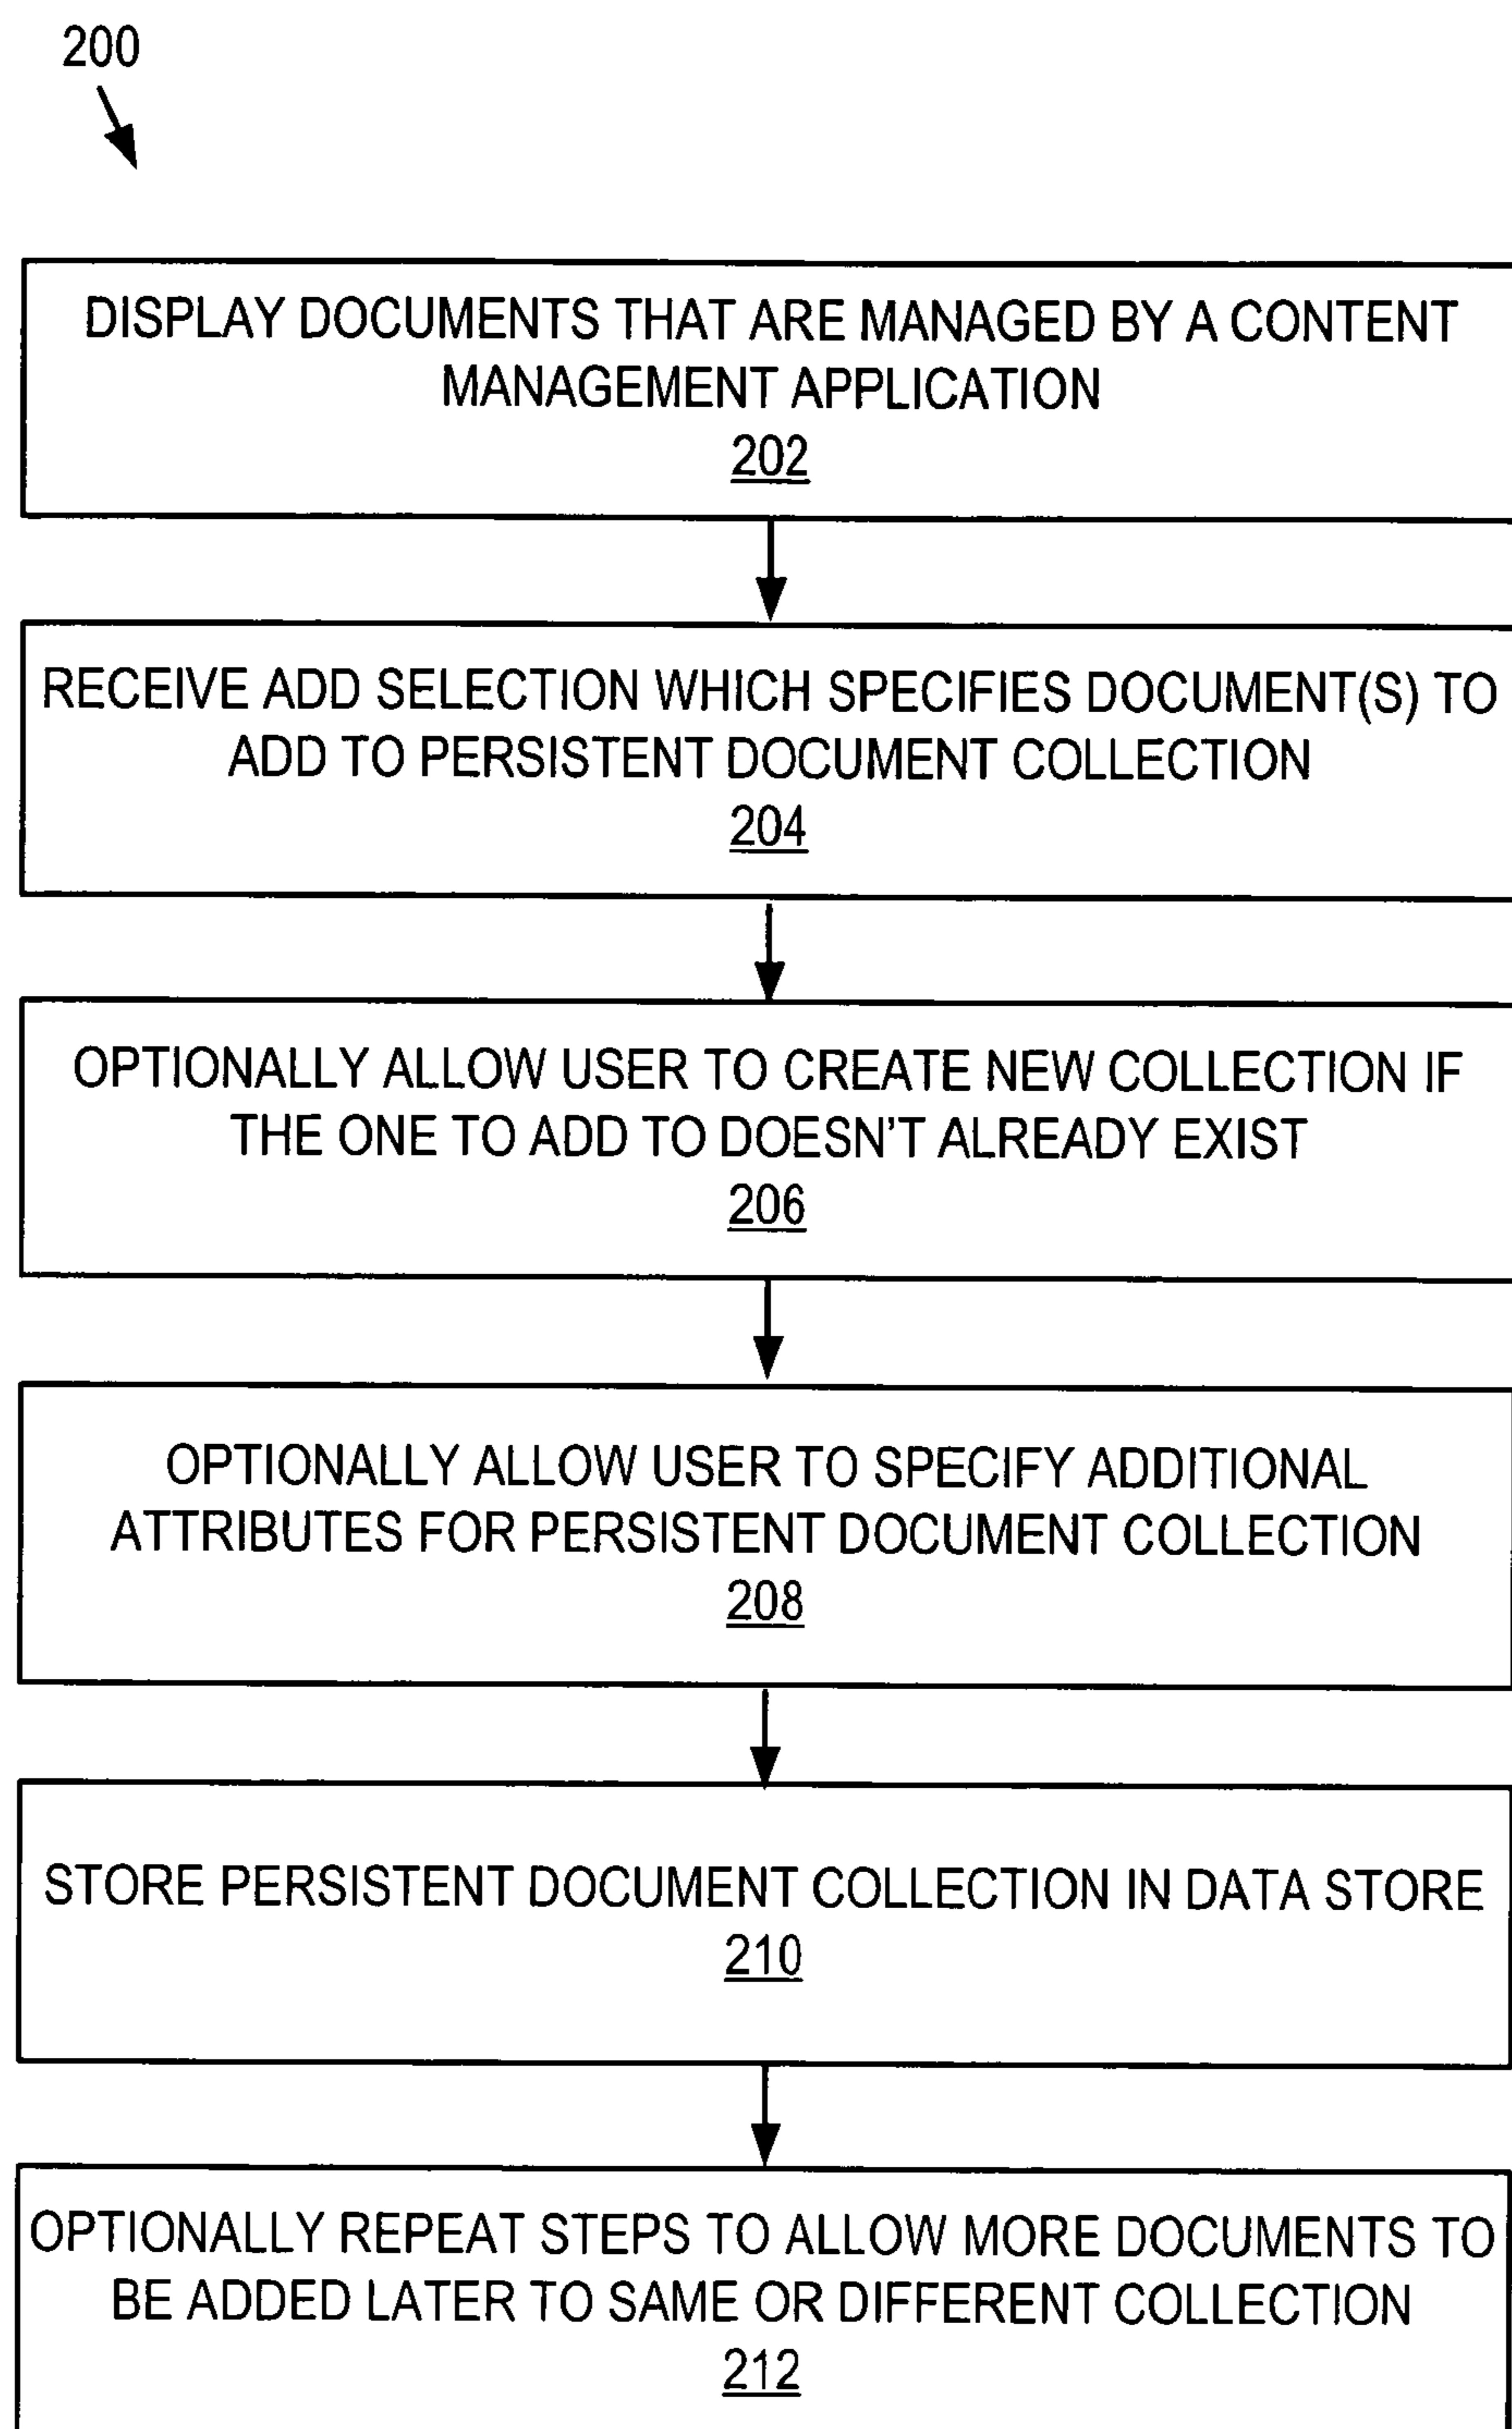 200
DISPLAY DOCUMENTS THAT ARE MANAGED BY A CONTENT
MANAGEMENT APPLICATION
202
RECEIVE ADD SELECTION WHICH SPECIFIES DOCUMENT(S) TO
ADD TO PERSISTENT DOCUMENT COLLECTION
204
OPTIONALLY ALLOW USER TO CREATE NEW COLLECTION IF
THE ONE TO ADD TO DOESN'T ALREADY EXIST
206
OPTIONALLY ALLOW USER TO SPECIFY ADDITIONAL
ATTRIBUTES FOR PERSISTENT DOCUMENT COLLECTION
208
STORE PERSISTENT DOCUMENT COLLECTION IN DATA STORE
210
OPTIONALLY REPEAT STEPS TO ALLOW MORE DOCUMENTS TO
BE ADDED LATER TO SAME OR DIFFERENT COLLECTION
212